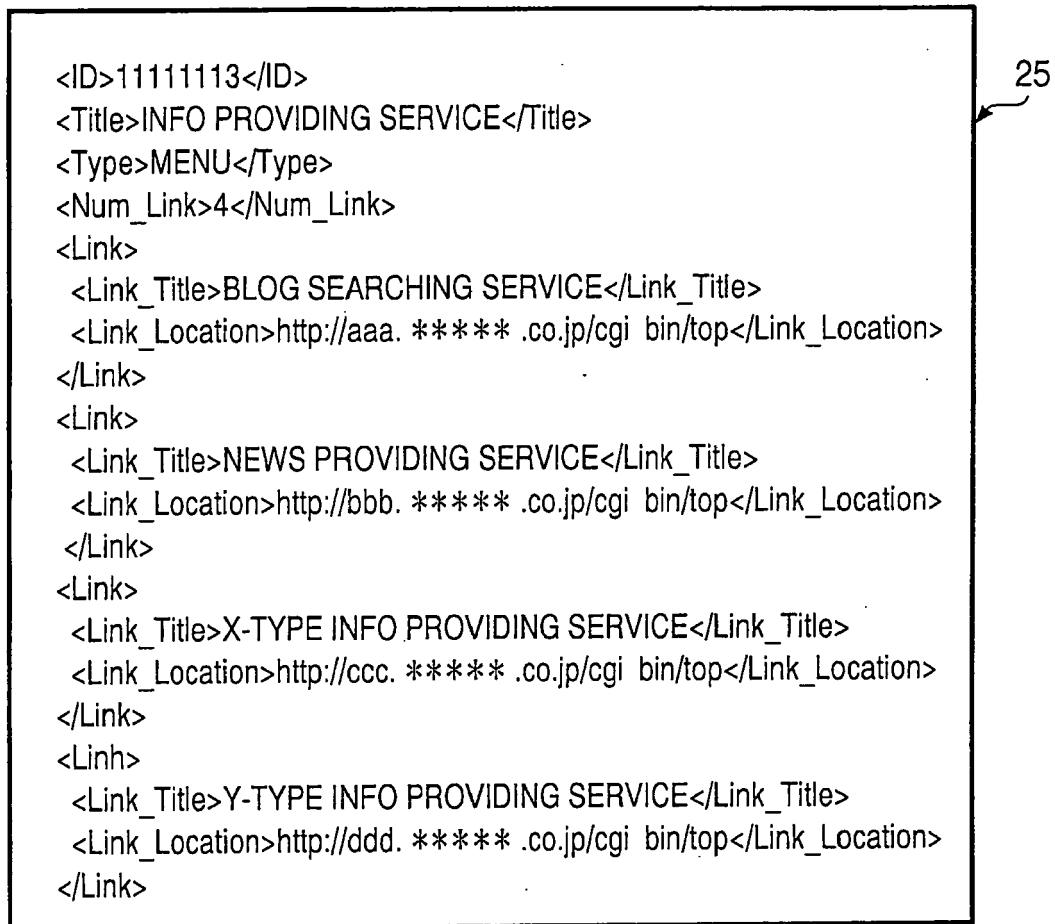 <ID>11111113</ID>
<Title>INFO PROVIDING SERVICE</Title>
<Type>MENU</Type>
<Num_Link>4</Num_Link>
<Link>
<Link_Title>BLOG SEARCHING SERVICE</Link_Title>
<Link_Location>http://aaa. ***** .co.jp/cgi bin/top</Link_Location>
</Link>
<Link>
<Link_Title>NEWS PROVIDING SERVICE</Link_Title>
<Link_Location>http://bbb. ***** .co.jp/cgi bin/top</Link_Location>
</Link>
<Link>
<Link_Title>X-TYPE INFO PROVIDING SERVICE</Link_Title>
<Link_Location>http://ccc. ***** .co.jp/cgi bin/top</Link_Location>
</Link>
<Linh>
<Link_Title>Y-TYPE INFO PROVIDING SERVICE</Link_Title>
<Link_Location>http://ddd. ***** .co.jp/cgi bin/top</Link_Location>
</Link>
25